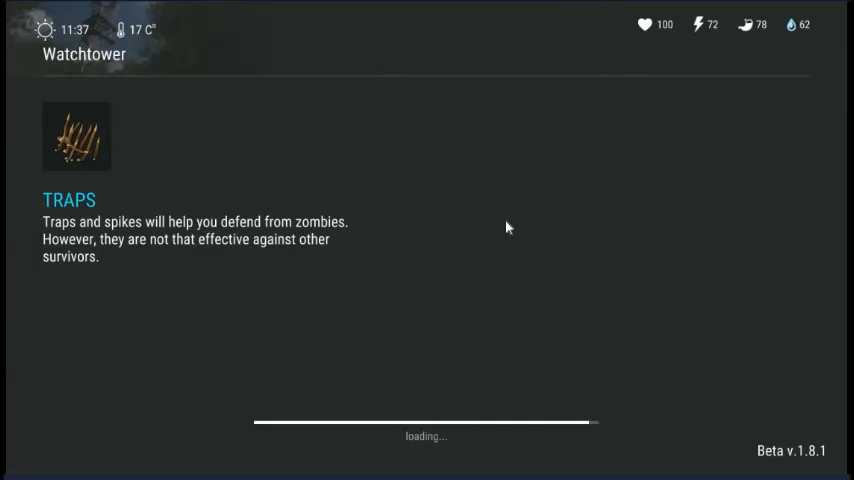 11:37 17 C° 100 72 78 62
Watchtower
TRAPS
Traps and spikes will help you defend from zombies.
However, they are not that effective against other
survivors.
loading...
Beta v.1.8.1